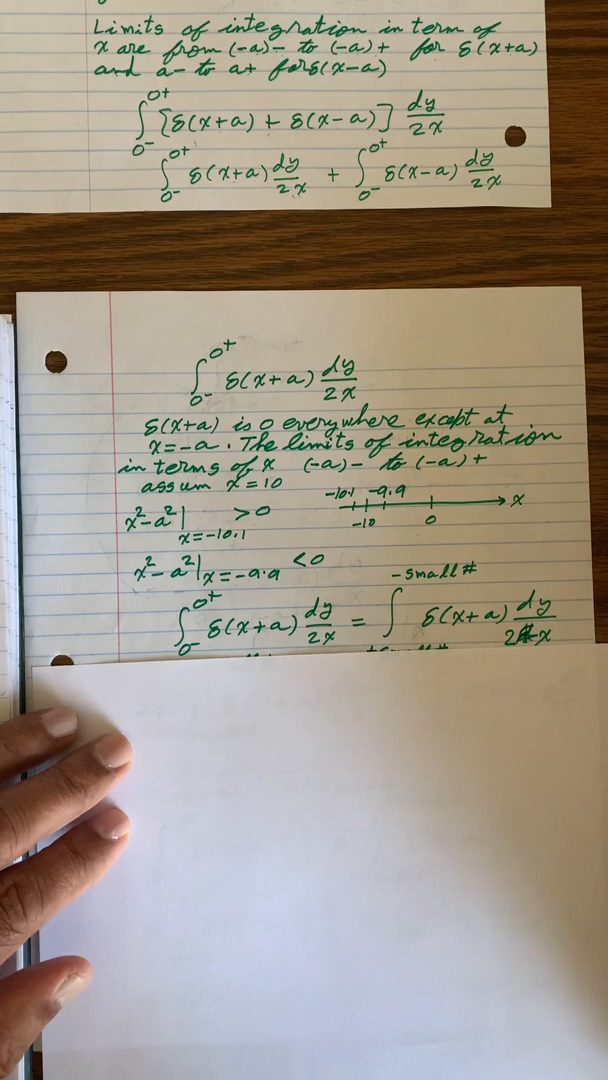 Limits of integration in term of
x are from (-a)- to (-a)+ for δ(x+a)
and a- to a+ for δ(x-a)
∫_{0-}^{0+} [δ(x+a) + δ(x-a)] dy/2x
∫_{0-}^{0+} δ(x+a) dy/2x + ∫_{0-}^{0+} δ(x-a) dy/2x
∫_{0-}^{0+} δ(x+a) dy/2x
δ(x+a) is 0 everywhere except at
x=-a. The limits of integration
in terms of x (-a)- to (-a)+
assum x = 10
-10.1 -9.9 x
-10 0
x²-a²|_{x=-10.1} >0
x²-a²|_{x=-9.9} <0
∫_{0-}^{0+} δ(x+a) dy/2x = ∫^{-small #} δ(x+a) dy/2x